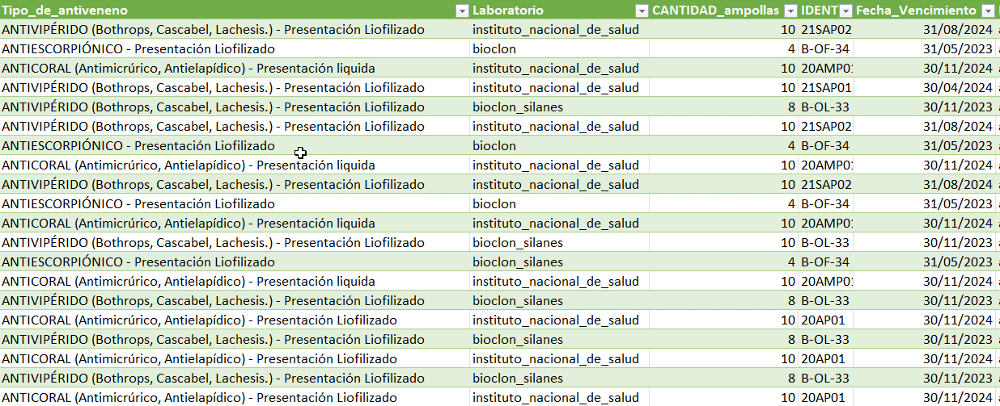 Tipo_de_antiveneno Laboratorio CANTIDAD_ampollas IDENT Fecha_Vencimiento
ANTIVIPÉRIDO (Bothrops, Cascabel, Lachesis.) - Presentación Liofilizado instituto_nacional_de_salud 10 21SAP02 31/08/2024
ANTIESCORPIÓNICO - Presentación Liofilizado bioclon 4 B-OF-34 31/05/2023
ANTICORAL (Antimicrúrico, Antielapídico) - Presentación liquida instituto_nacional_de_salud 10 20AMP01 30/11/2024
ANTIVIPÉRIDO (Bothrops, Cascabel, Lachesis.) - Presentación Liofilizado instituto_nacional_de_salud 10 21SAP01 30/04/2024
ANTIVIPÉRIDO (Bothrops, Cascabel, Lachesis.) - Presentación Liofilizado bioclon_silanes 8 B-OL-33 30/11/2023
ANTIVIPÉRIDO (Bothrops, Cascabel, Lachesis.) - Presentación Liofilizado instituto_nacional_de_salud 10 21SAP02 31/08/2024
ANTIESCORPIÓNICO - Presentación Liofilizado bioclon 4 B-OF-34 31/05/2023
ANTICORAL (Antimicrúrico, Antielapídico) - Presentación liquida instituto_nacional_de_salud 10 20AMP01 30/11/2024
ANTIVIPÉRIDO (Bothrops, Cascabel, Lachesis.) - Presentación Liofilizado instituto_nacional_de_salud 10 21SAP02 31/08/2024
ANTIESCORPIÓNICO - Presentación Liofilizado bioclon 4 B-OF-34 31/05/2023
ANTICORAL (Antimicrúrico, Antielapídico) - Presentación liquida instituto_nacional_de_salud 10 20AMP01 30/11/2024
ANTIVIPÉRIDO (Bothrops, Cascabel, Lachesis.) - Presentación Liofilizado bioclon_silanes 10 B-OL-33 30/11/2023
ANTIESCORPIÓNICO - Presentación Liofilizado bioclon_silanes 4 B-OF-34 31/05/2023
ANTICORAL (Antimicrúrico, Antielapídico) - Presentación liquida instituto_nacional_de_salud 10 20AMP01 30/11/2024
ANTIVIPÉRIDO (Bothrops, Cascabel, Lachesis.) - Presentación Liofilizado bioclon_silanes 8 B-OL-33 30/11/2023
ANTICORAL (Antimicrúrico, Antielapídico) - Presentación Liofilizado instituto_nacional_de_salud 10 20AP01 30/11/2024
ANTIVIPÉRIDO (Bothrops, Cascabel, Lachesis.) - Presentación Liofilizado bioclon_silanes 8 B-OL-33 30/11/2023
ANTICORAL (Antimicrúrico, Antielapídico) - Presentación Liofilizado instituto_nacional_de_salud 10 20AP01 30/11/2024
ANTIVIPÉRIDO (Bothrops, Cascabel, Lachesis.) - Presentación Liofilizado bioclon_silanes 8 B-OL-33 30/11/2023
ANTICORAL (Antimicrúrico, Antielapídico) - Presentación Liofilizado instituto_nacional_de_salud 10 20AP01 30/11/2024